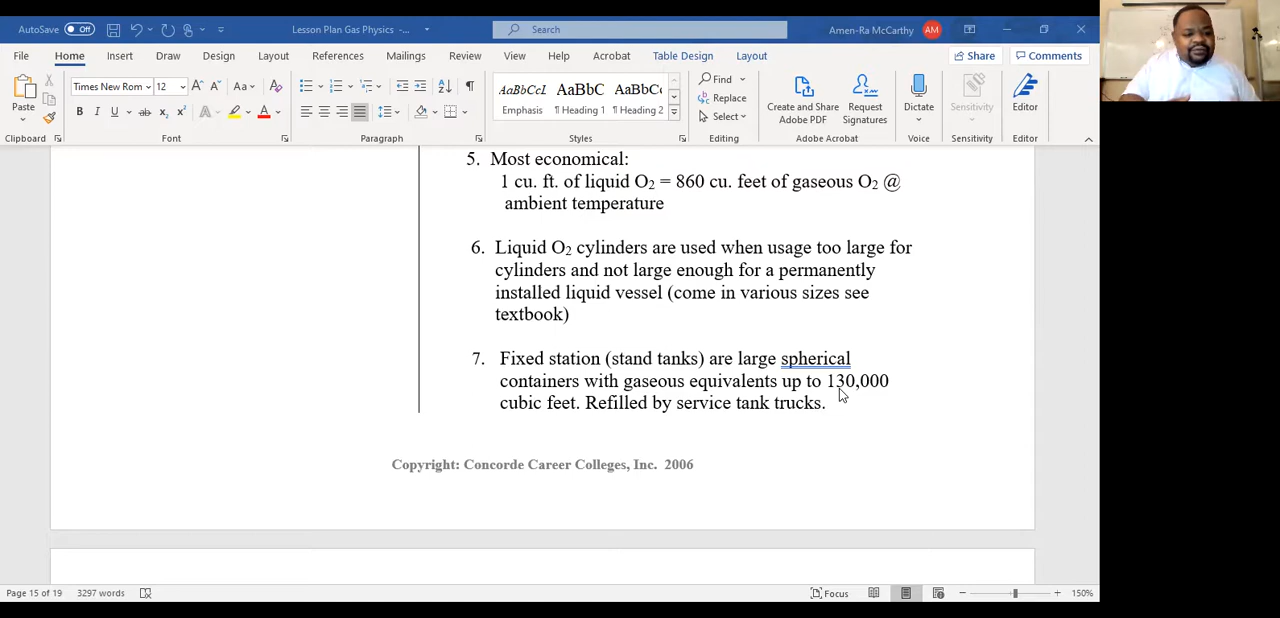 AutoSave Off Lesson Plan Gas Physics -... Search Amen-Ra McCarthy AM
File Home Insert Draw Design Layout References Mailings Review View Help Acrobat Table Design Layout Share Comments
Paste Times New Rom 12 A A Aa A AaBbCcI AaBbC AaBbCc Find Create and Share Adobe PDF Request Signatures Dictate Sensitivity Editor
B I U ab x₂ x² A A Emphasis ¶ Heading 1 ¶ Heading 2 Replace Select
Clipboard Font Paragraph Styles Editing Adobe Acrobat Voice Sensitivity Editor
5. Most economical:
1 cu. ft. of liquid O₂ = 860 cu. feet of gaseous O₂ @
ambient temperature
6. Liquid O₂ cylinders are used when usage too large for
cylinders and not large enough for a permanently
installed liquid vessel (come in various sizes see
textbook)
7. Fixed station (stand tanks) are large spherical
containers with gaseous equivalents up to 130,000
cubic feet. Refilled by service tank trucks.
Copyright: Concorde Career Colleges, Inc. 2006
Page 15 of 19 3297 words Focus 150%